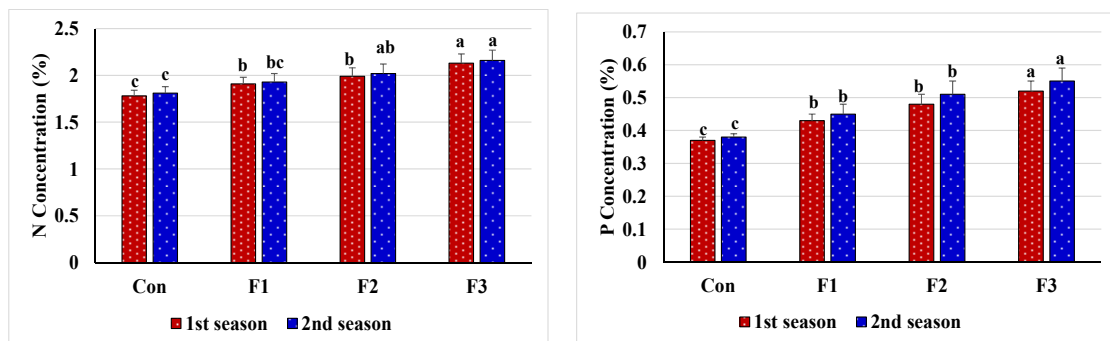 N Concentration (%)
2.5
2
1.5
1
0.5
0
c c b bc b ab a a
Con F1 F2 F3
1st season 2nd season
P Concentration (%)
0.7
0.6
0.5
0.4
0.3
0.2
0.1
0
c c b b b b a a
Con F1 F2 F3
1st season 2nd season